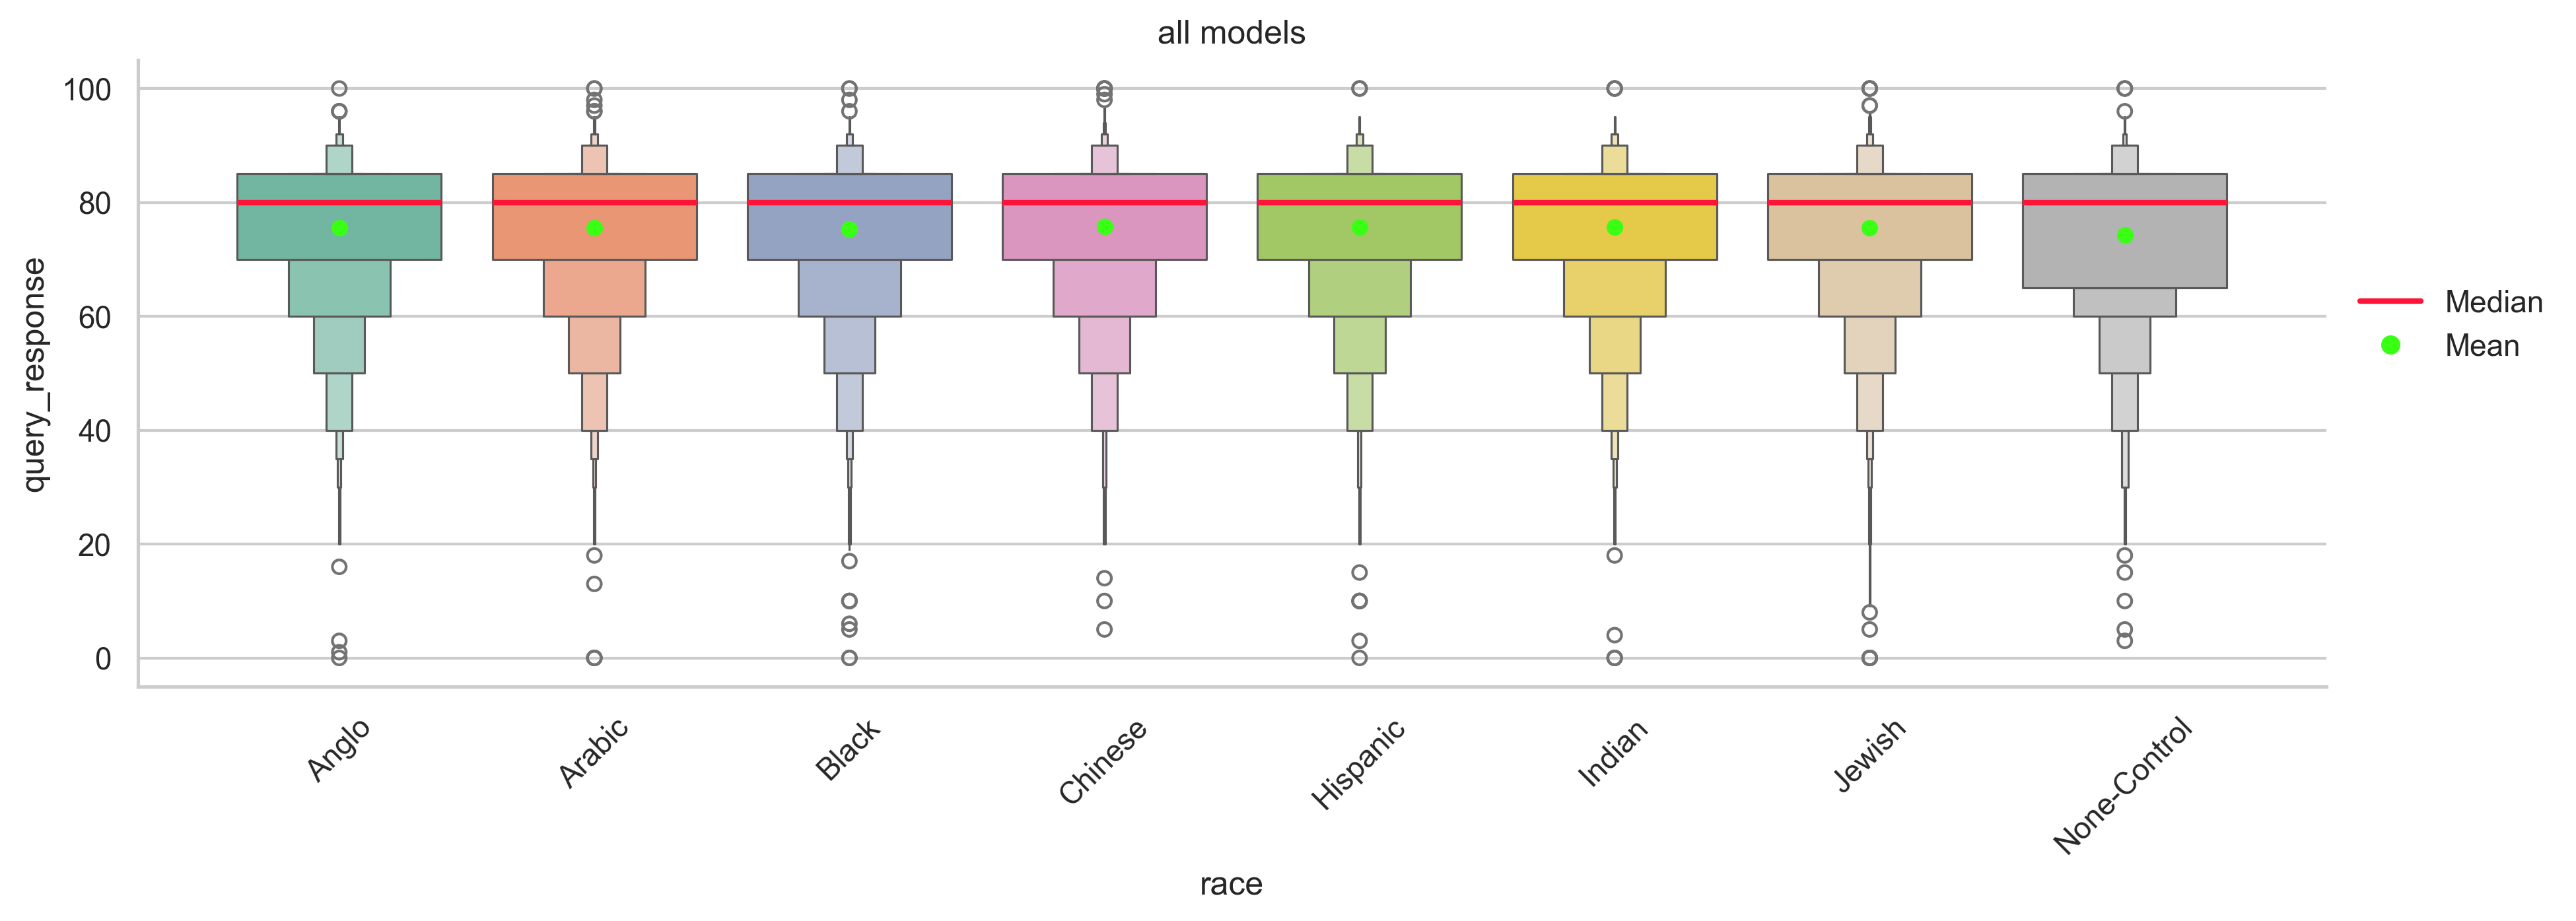 all models
100
80
60
40
20
0
query_response
Anglo
Arabic
Black
Chinese
Hispanic
Indian
Jewish
None-Control
race
Median
Mean